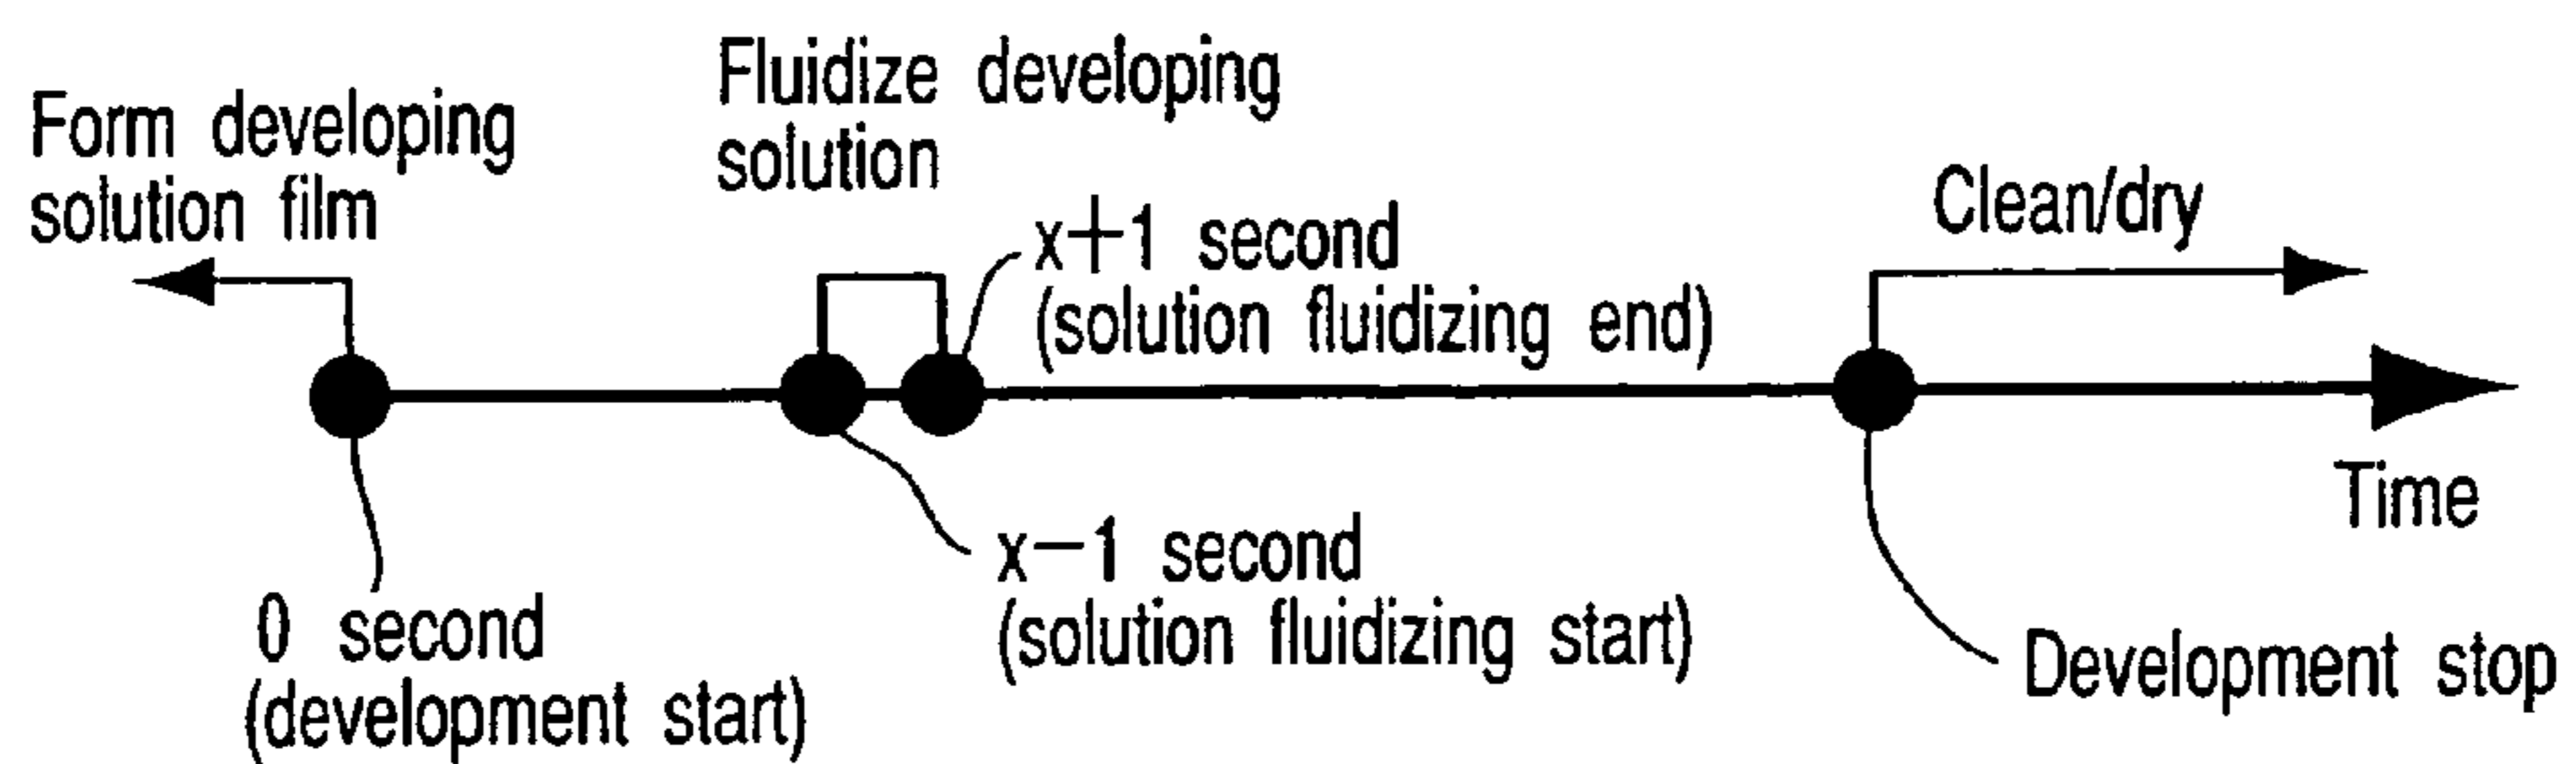 Form developing
solution film
Fluidize developing
solution
x+1 second
(solution fluidizing end)
Clean/dry
Time
0 second
(development start)
x−1 second
(solution fluidizing start)
Development stop